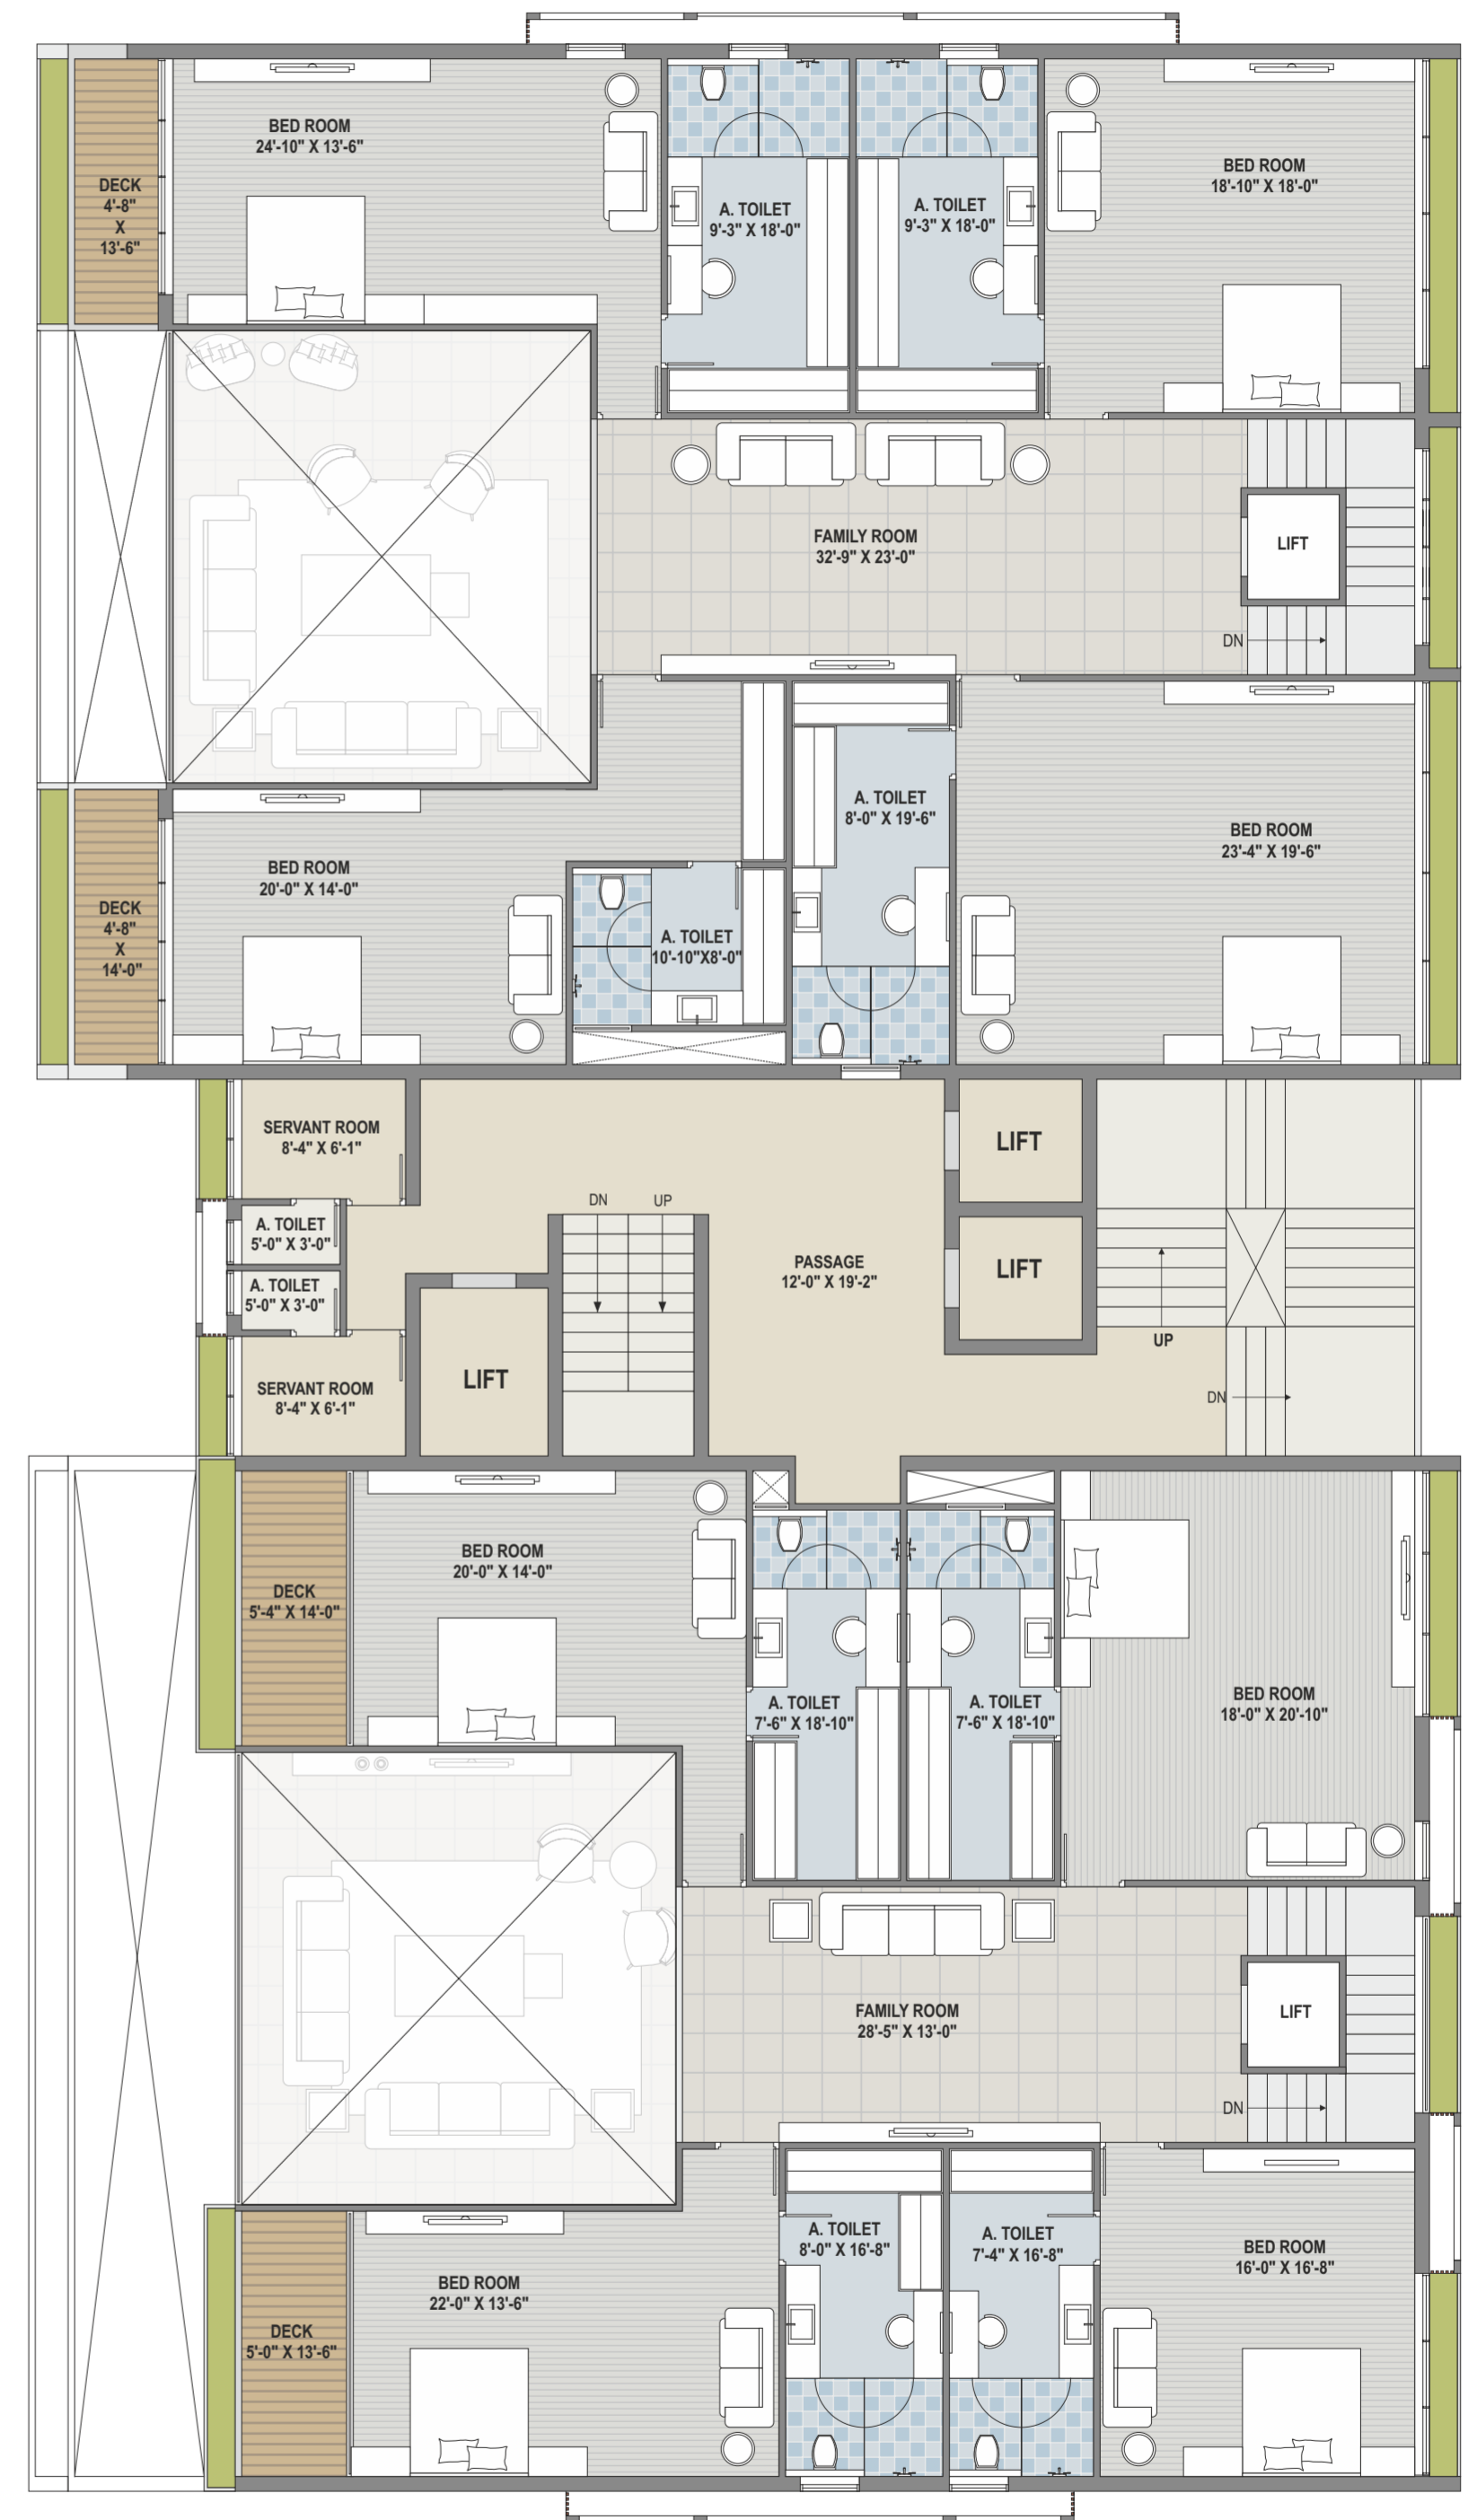 BED ROOM
24'-10" X 13'-6"
DECK
4'-8"
X
13'-6"
A. TOILET
9'-3" X 18'-0"
A. TOILET
9'-3" X 18'-0"
BED ROOM
18'-10" X 18'-0"
FAMILY ROOM
32'-9" X 23'-0"
LIFT
DN
BED ROOM
20'-0" X 14'-0"
DECK
4'-8"
X
14'-0"
A. TOILET
10'-10"X8'-0"
A. TOILET
8'-0" X 19'-6"
BED ROOM
23'-4" X 19'-6"
SERVANT ROOM
8'-4" X 6'-1"
A. TOILET
5'-0" X 3'-0"
A. TOILET
5'-0" X 3'-0"
SERVANT ROOM
8'-4" X 6'-1"
LIFT
DN
UP
PASSAGE
12'-0" X 19'-2"
LIFT
LIFT
UP
DN
BED ROOM
20'-0" X 14'-0"
DECK
5'-4" X 14'-0"
A. TOILET
7'-6" X 18'-10"
A. TOILET
7'-6" X 18'-10"
BED ROOM
18'-0" X 20'-10"
FAMILY ROOM
28'-5" X 13'-0"
LIFT
DN
BED ROOM
22'-0" X 13'-6"
DECK
5'-0" X 13'-6"
A. TOILET
8'-0" X 16'-8"
A. TOILET
7'-4" X 16'-8"
BED ROOM
16'-0" X 16'-8"